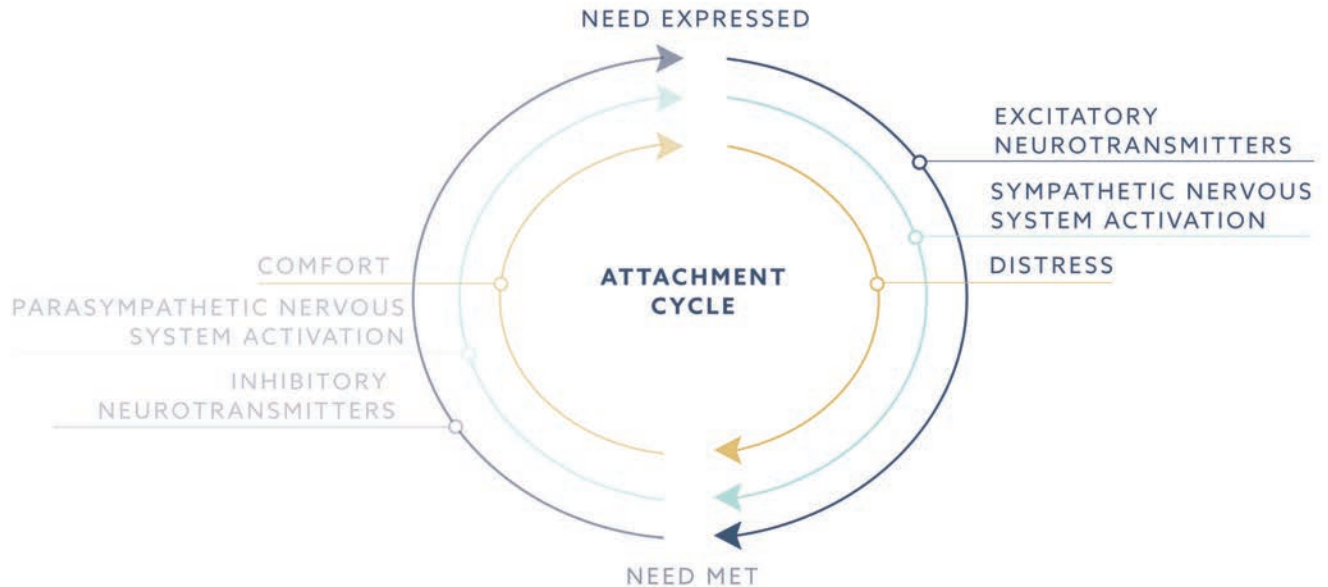 NEED EXPRESSED
EXCITATORY
NEUROTRANSMITTERS
SYMPATHETIC NERVOUS
SYSTEM ACTIVATION
DISTRESS
ATTACHMENT
CYCLE
COMFORT
PARASYMPATHETIC NERVOUS
SYSTEM ACTIVATION
INHIBITORY
NEUROTRANSMITTERS
NEED MET